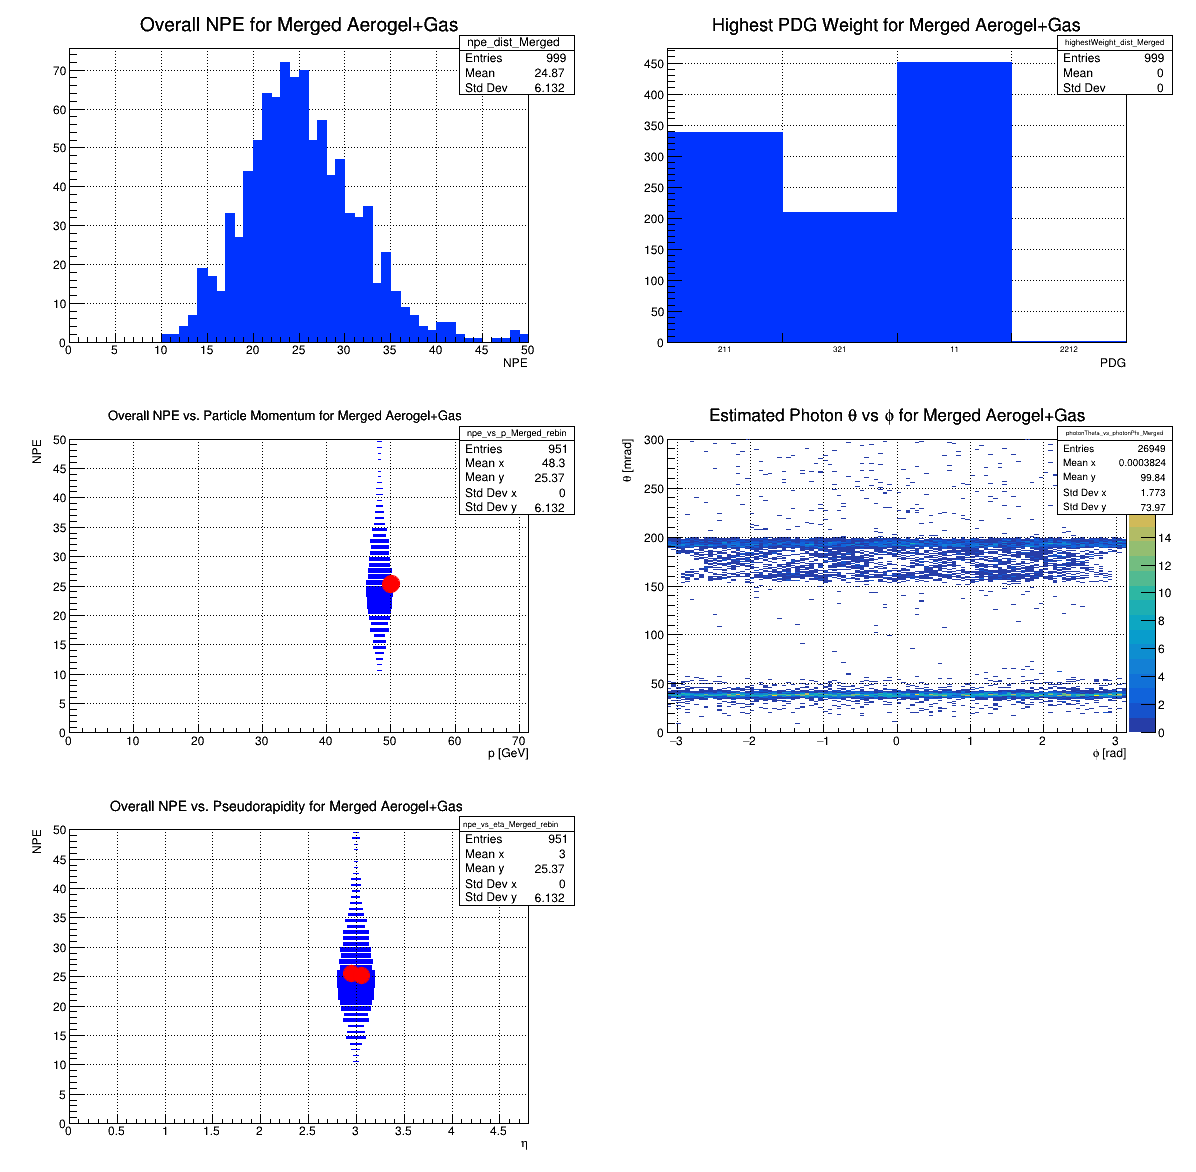 Overall NPE for Merged Aerogel+Gas
npe_dist_Merged
Entries 999
Mean 24.87
Std Dev 6.132
70
60
50
40
30
20
10
0
0 5 10 15 20 25 30 35 40 45 50
NPE
Highest PDG Weight for Merged Aerogel+Gas
highestWeight_dist_Merged
Entries 999
Mean 0
Std Dev 0
450
400
350
300
250
200
150
100
50
0
211 321 11 2212
PDG
Overall NPE vs. Particle Momentum for Merged Aerogel+Gas
npe_vs_p_Merged_rebin
Entries 951
Mean x 48.3
Mean y 25.37
Std Dev x 0
Std Dev y 6.132
NPE
50
45
40
35
30
25
20
15
10
5
0
0 10 20 30 40 50 60 70
p [GeV]
Estimated Photon θ vs ϕ for Merged Aerogel+Gas
photonTheta_vs_photonPhi_Merged
Entries 26949
Mean x 0.0003824
Mean y 99.84
Std Dev x 1.773
Std Dev y 73.97
θ [mrad]
300
250
200
150
100
50
0
−3 −2 −1 0 1 2 3
ϕ [rad]
14
12
10
8
6
4
2
0
Overall NPE vs. Pseudorapidity for Merged Aerogel+Gas
npe_vs_eta_Merged_rebin
Entries 951
Mean x 3
Mean y 25.37
Std Dev x 0
Std Dev y 6.132
NPE
50
45
40
35
30
25
20
15
10
5
0
0 0.5 1 1.5 2 2.5 3 3.5 4 4.5
η